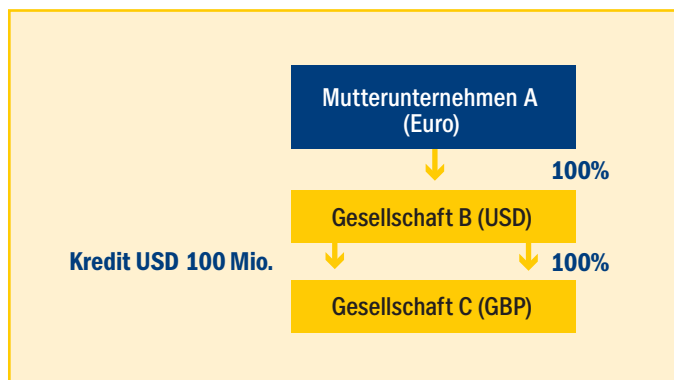 Mutterunternehmen A
(Euro)
100%
Gesellschaft B (USD)
Kredit USD 100 Mio.
100%
Gesellschaft C (GBP)